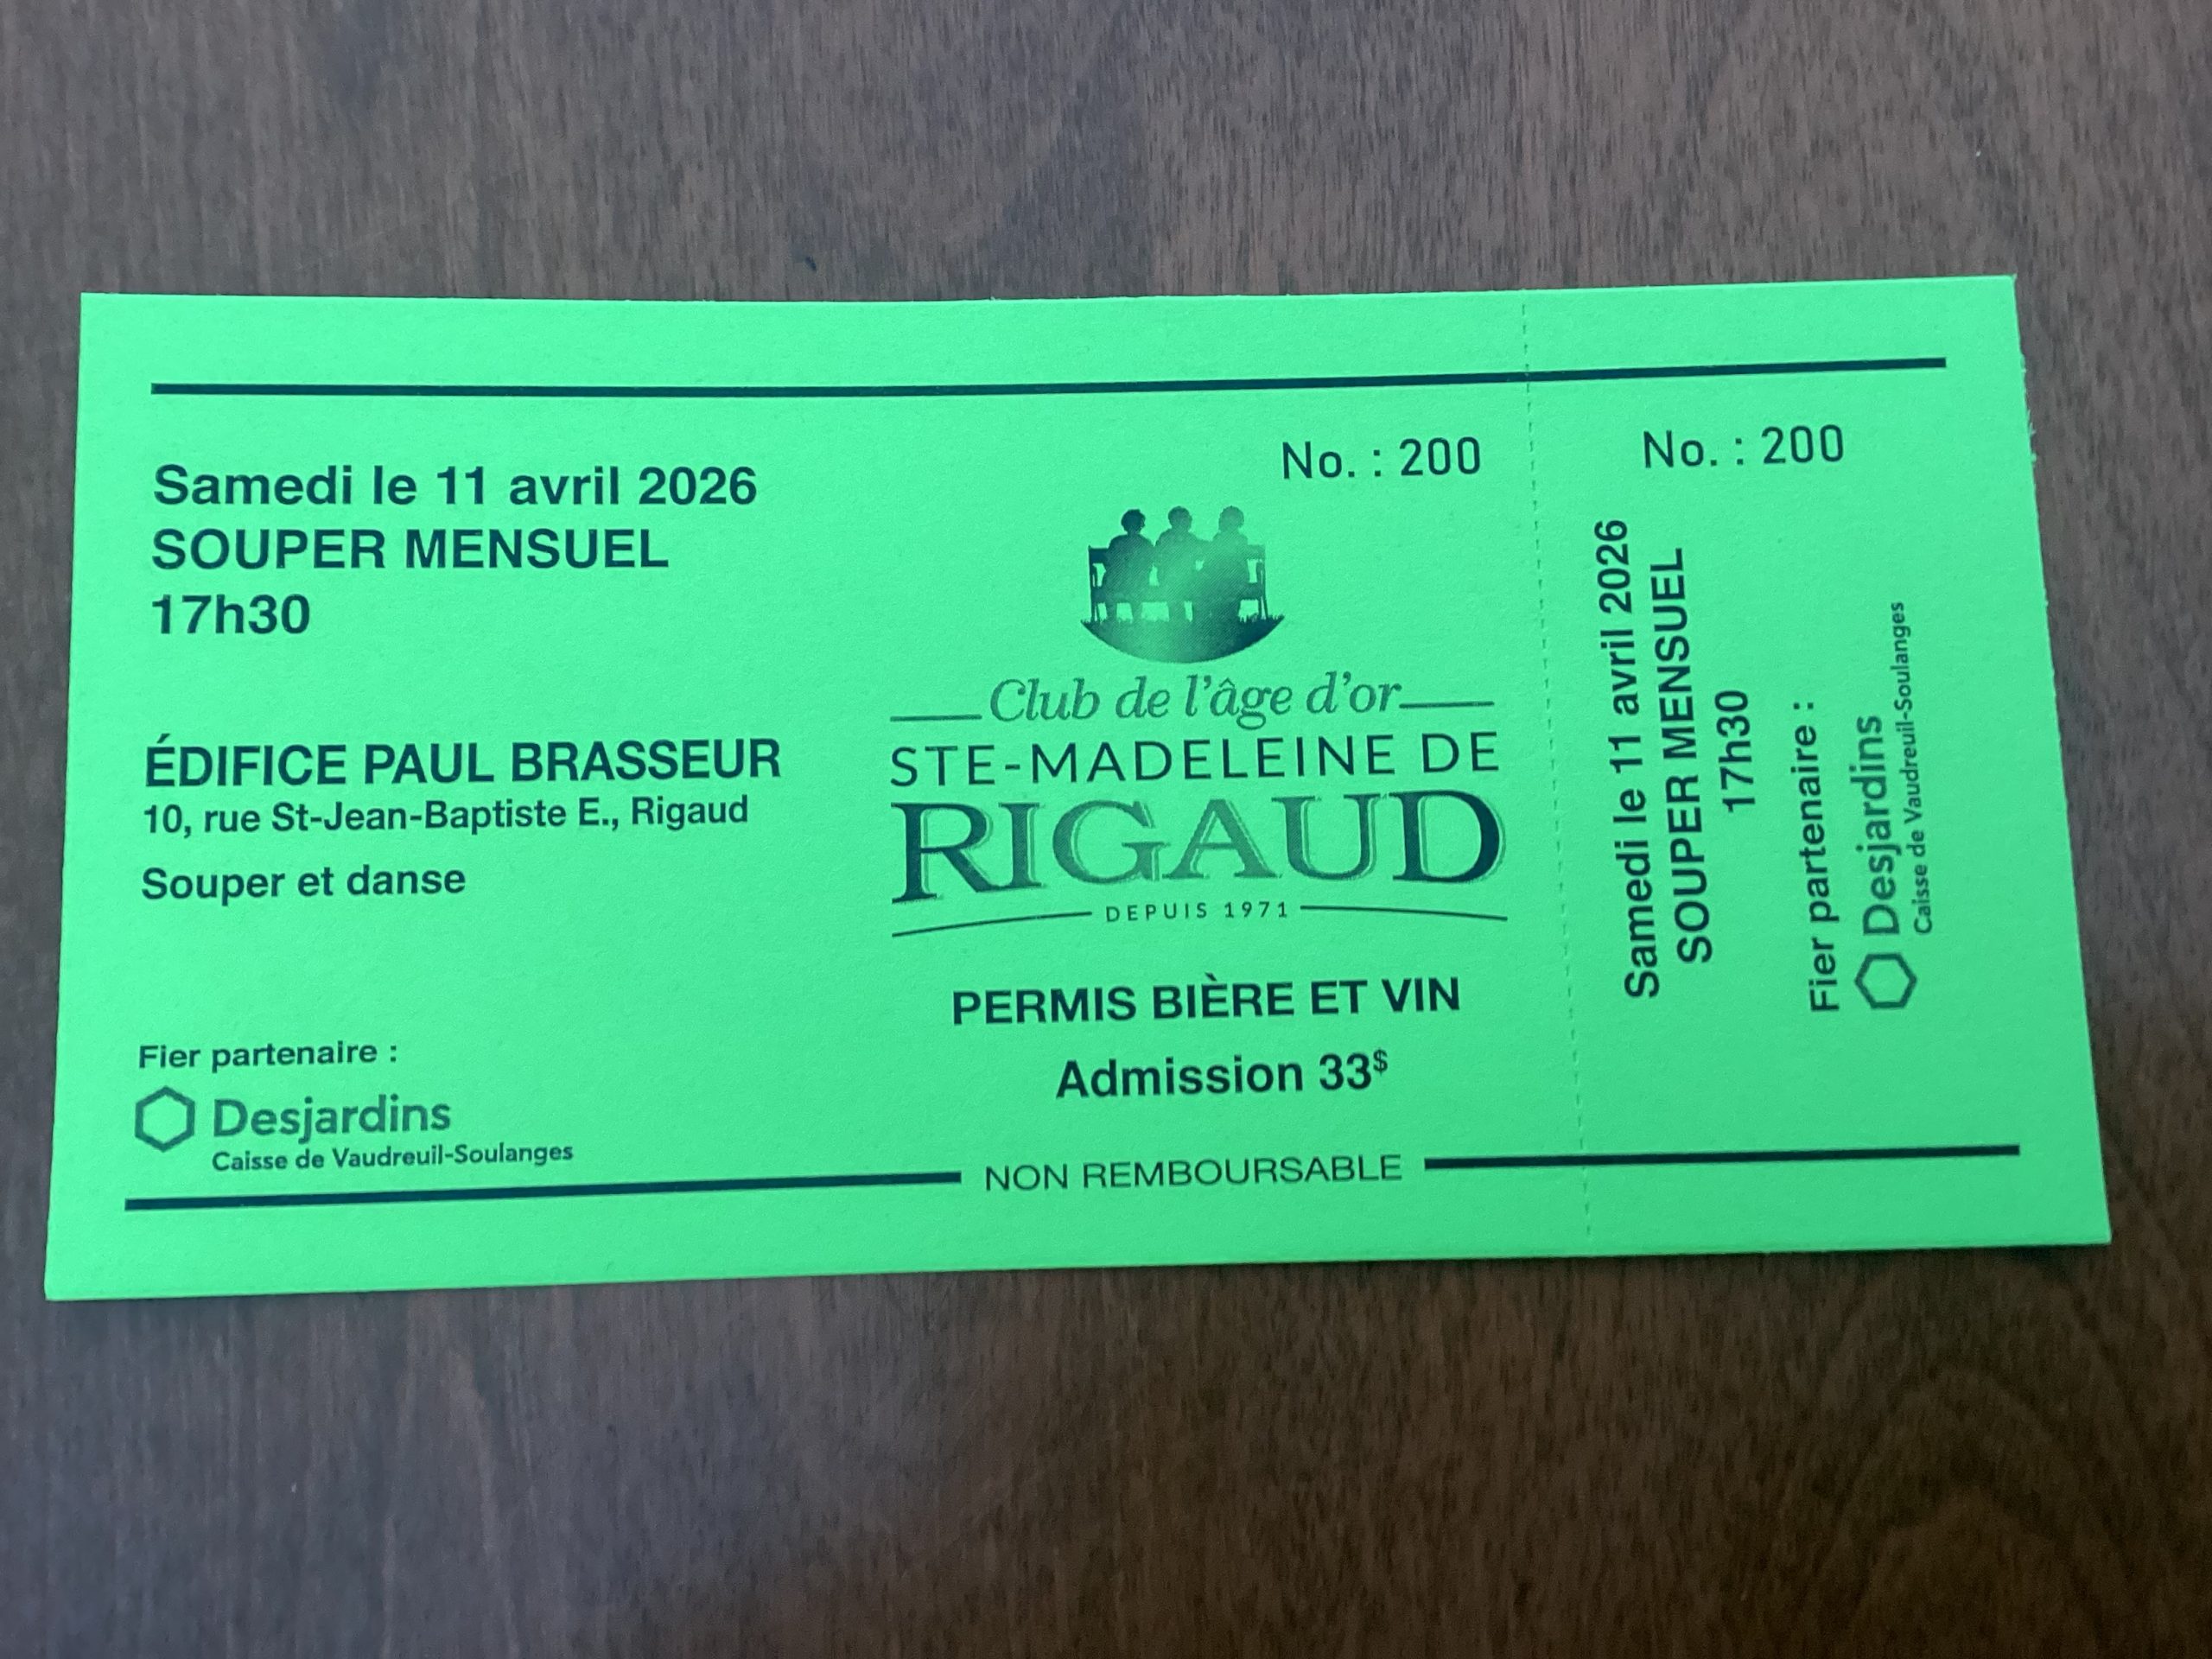 Samedi le 11 avril 2026
SOUPER MENSUEL
17h30
ÉDIFICE PAUL BRASSEUR
10, rue St-Jean-Baptiste E., Rigaud
Souper et danse
Fier partenaire :
Desjardins
Caisse de Vaudreuil-Soulanges
No. : 200
Club de l'âge d'or
STE-MADELEINE DE
RIGAUD
DEPUIS 1971
PERMIS BIÈRE ET VIN
Admission 33$
NON REMBOURSABLE
No. : 200
Samedi le 11 avril 2026
SOUPER MENSUEL
17h30
Fier partenaire :
Desjardins
Caisse de Vaudreuil-Soulanges